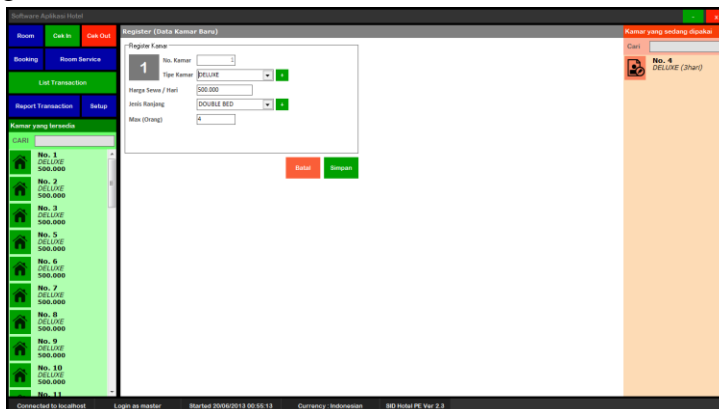 Software Aplikasi Hotel
Room
Cek In
Cek Out
Booking
Room Service
List Transaction
Report Transaction
Setup
Kamar yang tersedia
CARI
No. 1
DELUXE
500.000
No. 2
DELUXE
500.000
No. 3
DELUXE
500.000
No. 5
DELUXE
500.000
No. 6
DELUXE
500.000
No. 7
DELUXE
500.000
No. 8
DELUXE
500.000
No. 9
DELUXE
500.000
No. 10
DELUXE
500.000
No. 11
Register (Data Kamar Baru)
Register Kamar
1
No. Kamar 1
Tipe Kamar DELUXE +
Harga Sewa / Hari 500.000
Jenis Ranjang DOUBLE BED +
Max (Orang) 4
Batal
Simpan
Kamar yang sedang dipakai
Cari
No. 4
DELUXE (3hari)
Connected to localhost
Login as master
Started 20/06/2013 00:55:13
Currency : Indonesian
SID Hotel PE Ver 2.3